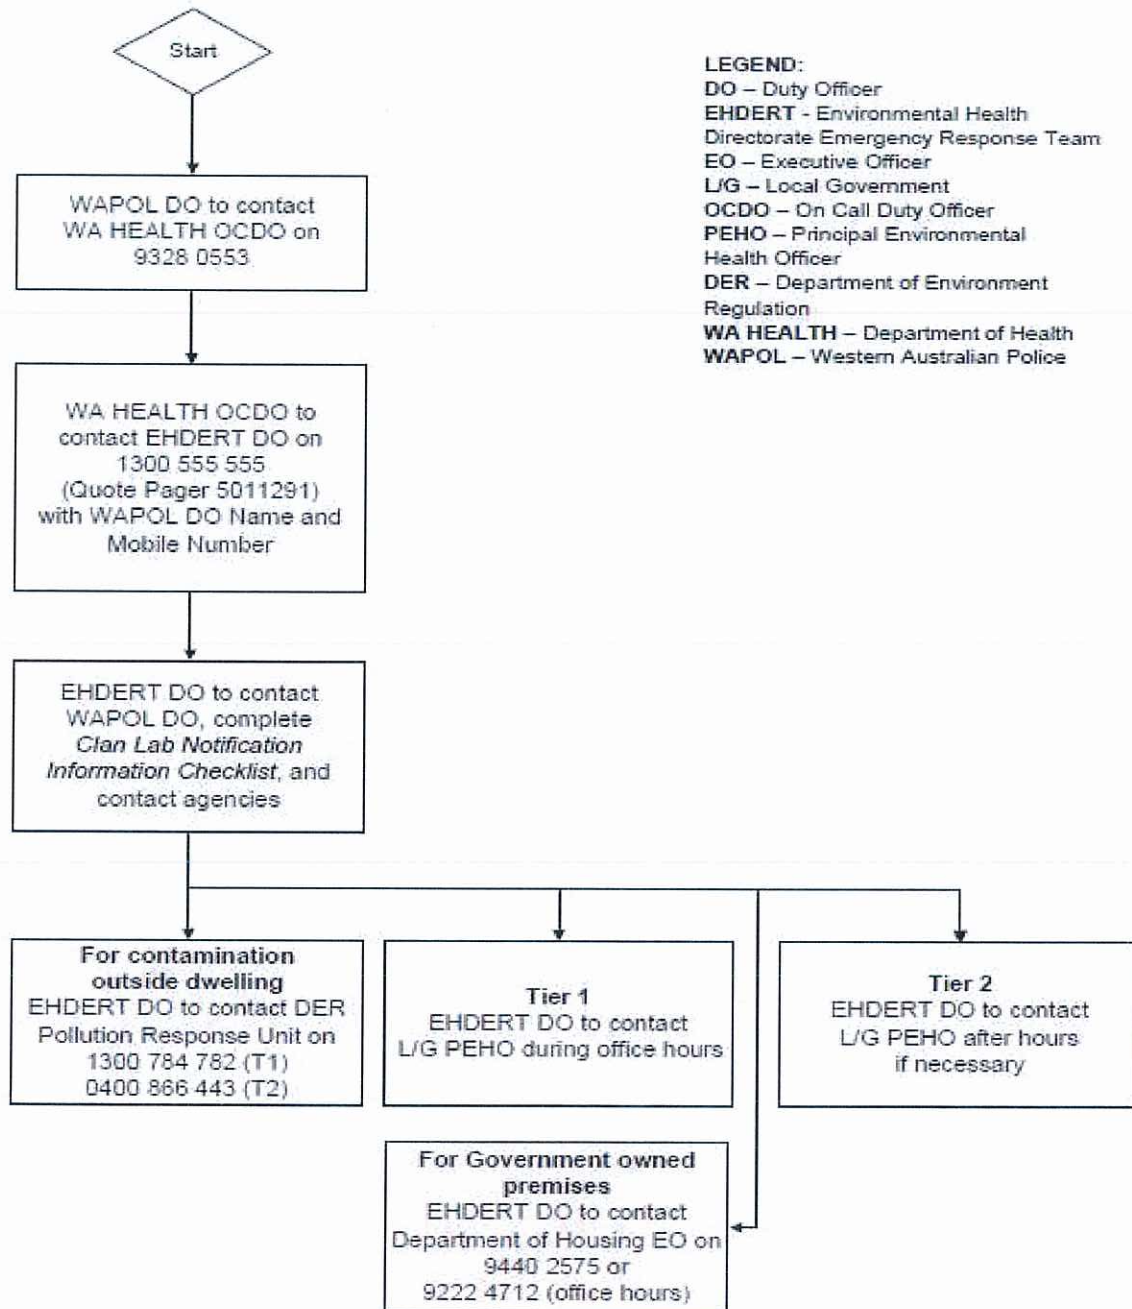 Start
LEGEND:
DO – Duty Officer
EHDERT - Environmental Health
Directorate Emergency Response Team
EO – Executive Officer
L/G – Local Government
OCDO – On Call Duty Officer
PEHO – Principal Environmental
Health Officer
DER – Department of Environment
Regulation
WA HEALTH – Department of Health
WAPOL – Western Australian Police
WAPOL DO to contact
WA HEALTH OCDO on
9328 0553
WA HEALTH OCDO to
contact EHDERT DO on
1300 555 555
(Quote Pager 5011291)
with WAPOL DO Name and
Mobile Number
EHDERT DO to contact
WAPOL DO, complete
Clan Lab Notification
Information Checklist, and
contact agencies
For contamination
outside dwelling
EHDERT DO to contact DER
Pollution Response Unit on
1300 784 782 (T1)
0400 866 443 (T2)
Tier 1
EHDERT DO to contact
L/G PEHO during office hours
Tier 2
EHDERT DO to contact
L/G PEHO after hours
if necessary
For Government owned
premises
EHDERT DO to contact
Department of Housing EO on
9440 2575 or
9222 4712 (office hours)